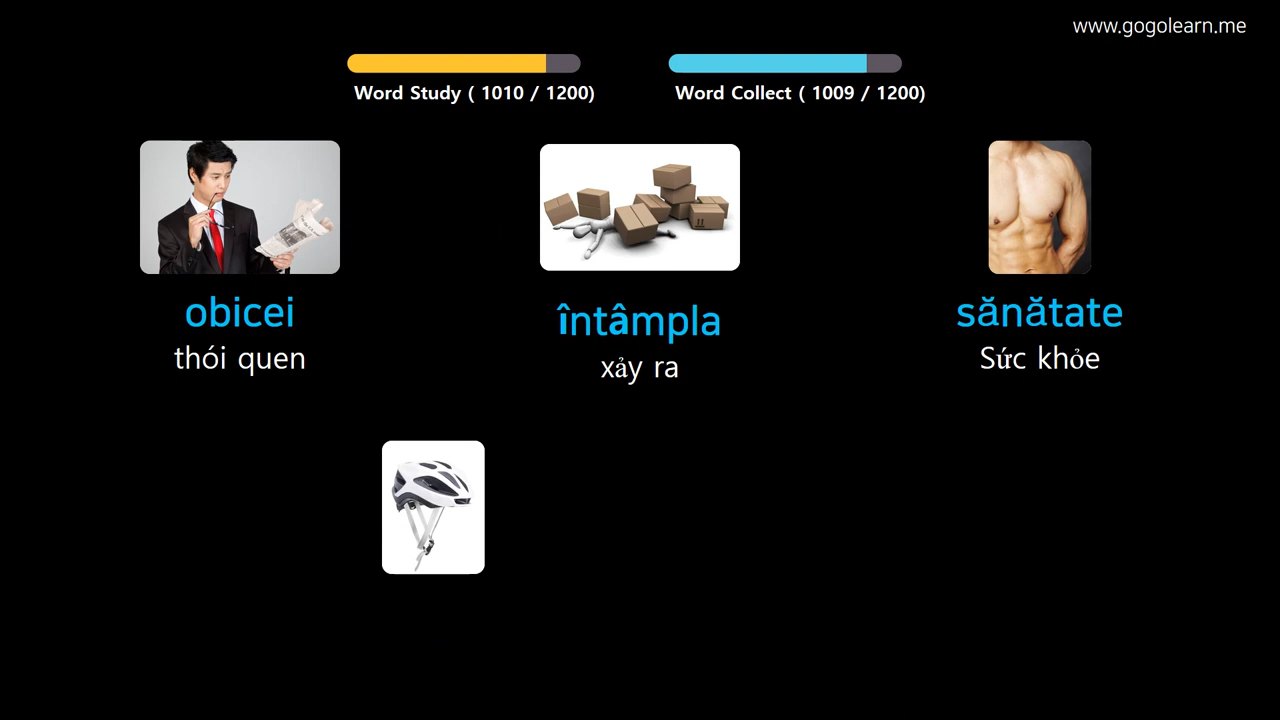 www.gogolearn.me
Word Study ( 1010 / 1200)
Word Collect ( 1009 / 1200)
obicei
thói quen
întâmpla
xảy ra
sănătate
Sức khỏe